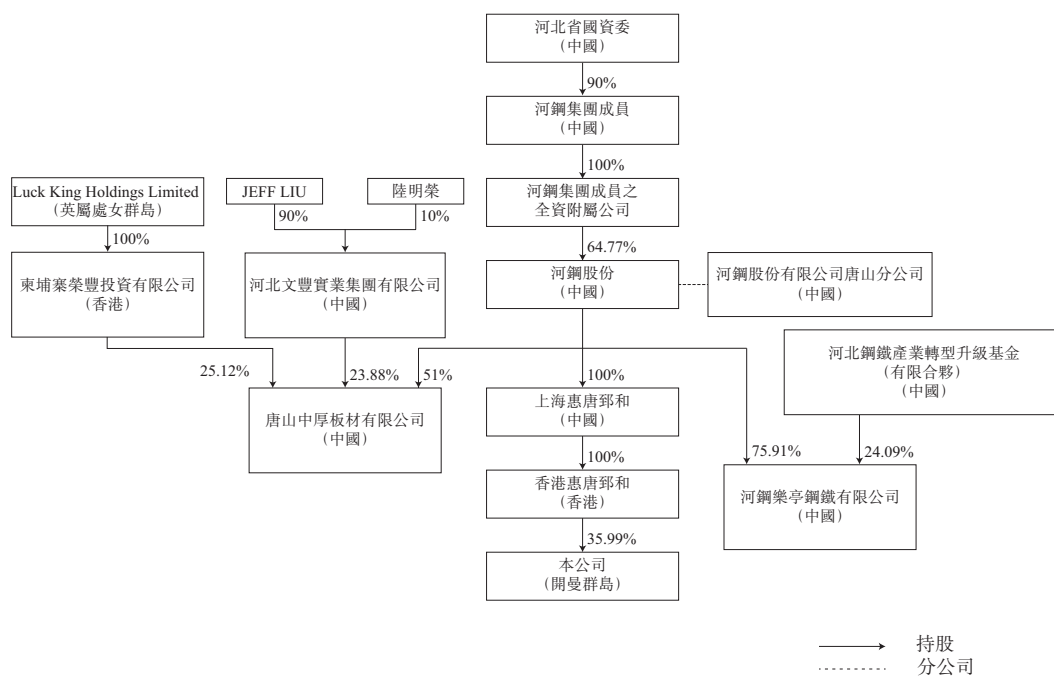 河北省國資委
（中國）
90%
河鋼集團成員
（中國）
100%
Luck King Holdings Limited
（英屬處女群島）
JEFF LIU
陸明榮
河鋼集團成員之
全資附屬公司
90%
10%
100%
64.77%
柬埔寨榮豐投資有限公司
（香港）
河北文豐實業集團有限公司
（中國）
河鋼股份
（中國）
河鋼股份有限公司唐山分公司
（中國）
河北鋼鐵產業轉型升級基金
（有限合夥）
（中國）
25.12%
23.88%
51%
100%
唐山中厚板材有限公司
（中國）
上海惠唐郅和
（中國）
100%
75.91%
24.09%
香港惠唐郅和
（香港）
河鋼樂亭鋼鐵有限公司
（中國）
35.99%
本公司
（開曼群島）
持股
分公司